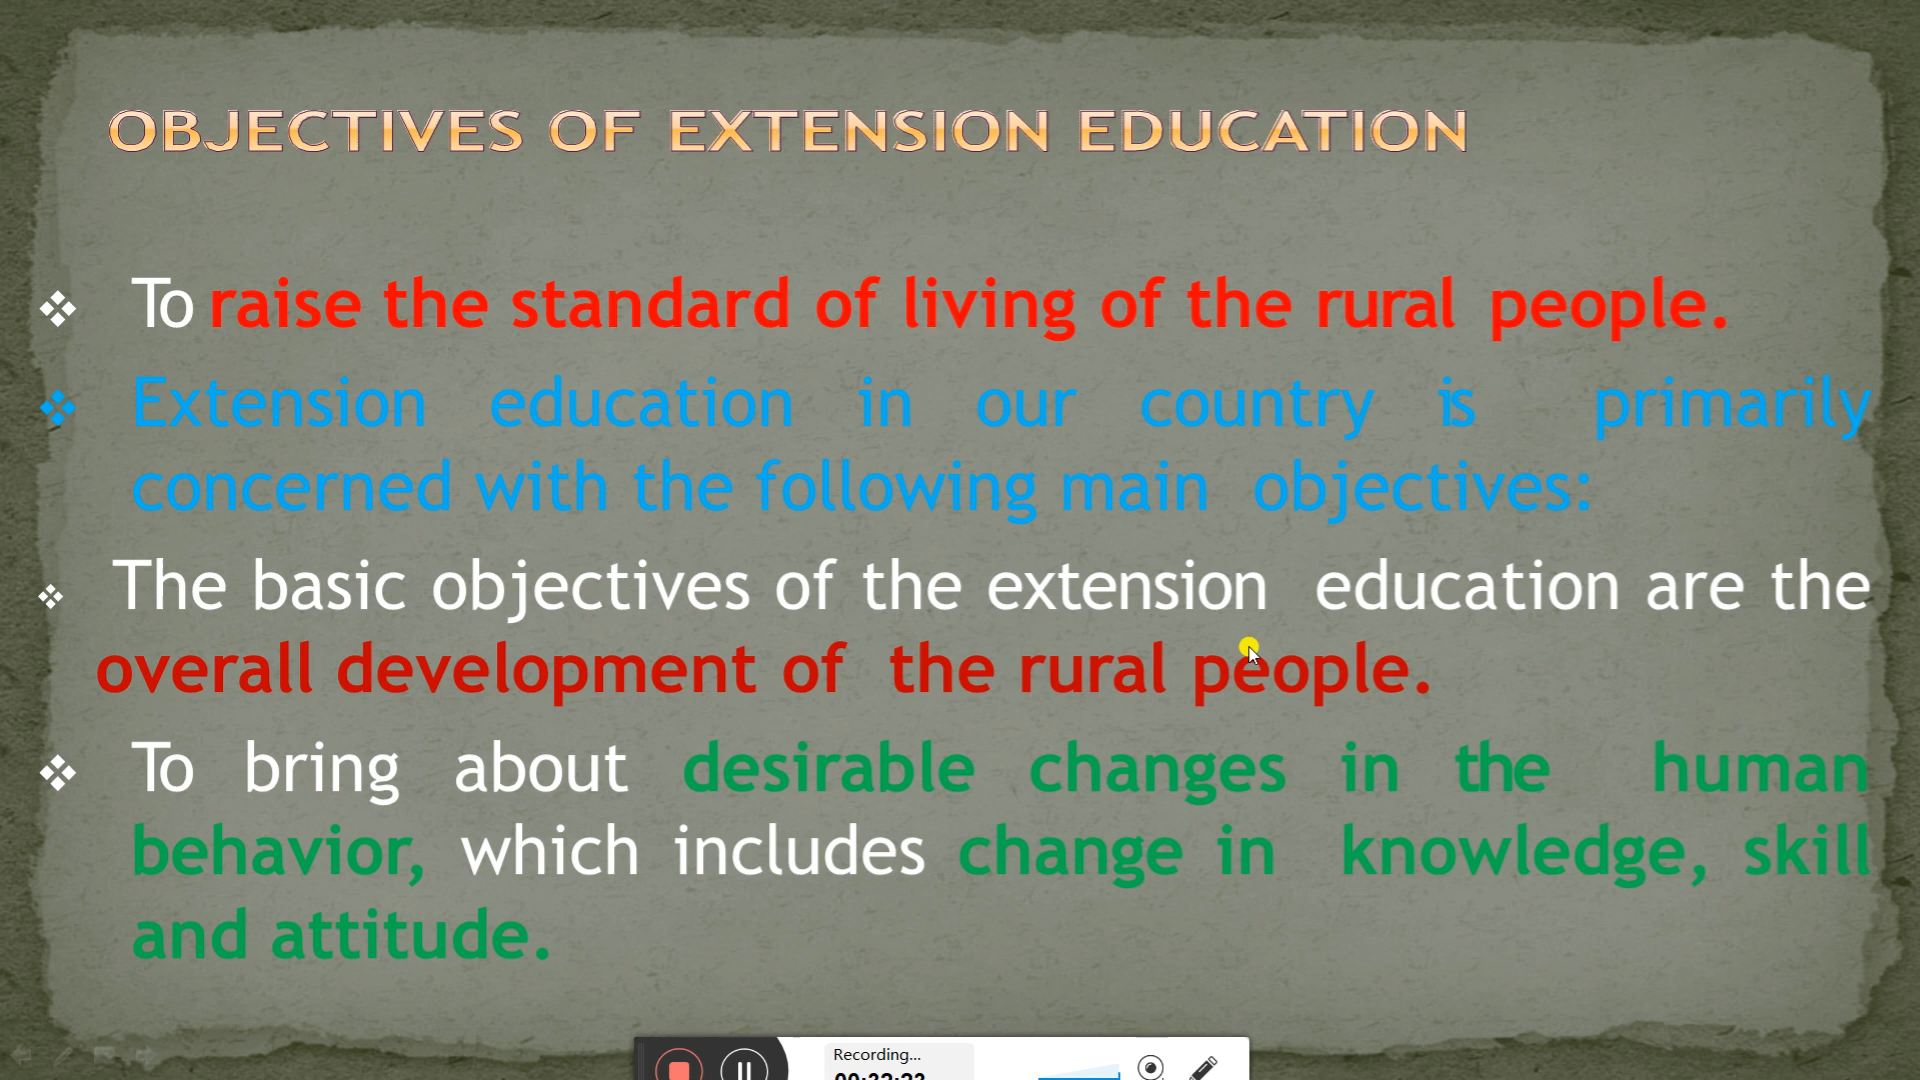 OBJECTIVES OF EXTENSION EDUCATION
To raise the standard of living of the rural people.
Extension education in our country is primarily
concerned with the following main objectives:
The basic objectives of the extension education are the
overall development of the rural people.
To bring about desirable changes in the human
behavior, which includes change in knowledge, skill
and attitude.
Recording...
00:32:23